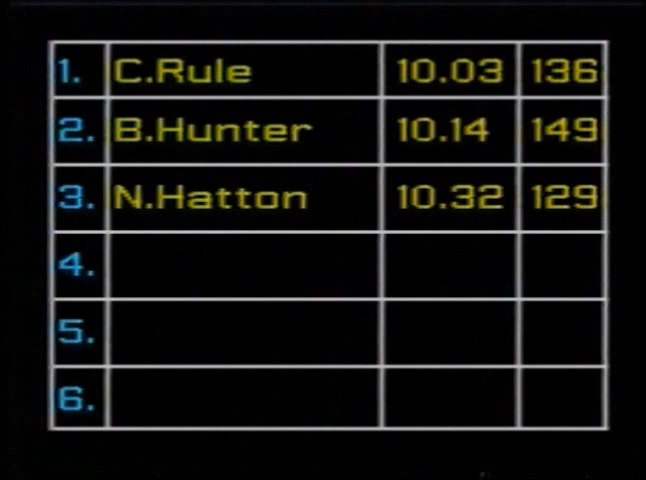 1. C.Rule 10.03 136
2. B.Hunter 10.14 149
3. N.Hatton 10.32 129
4.
5.
6.